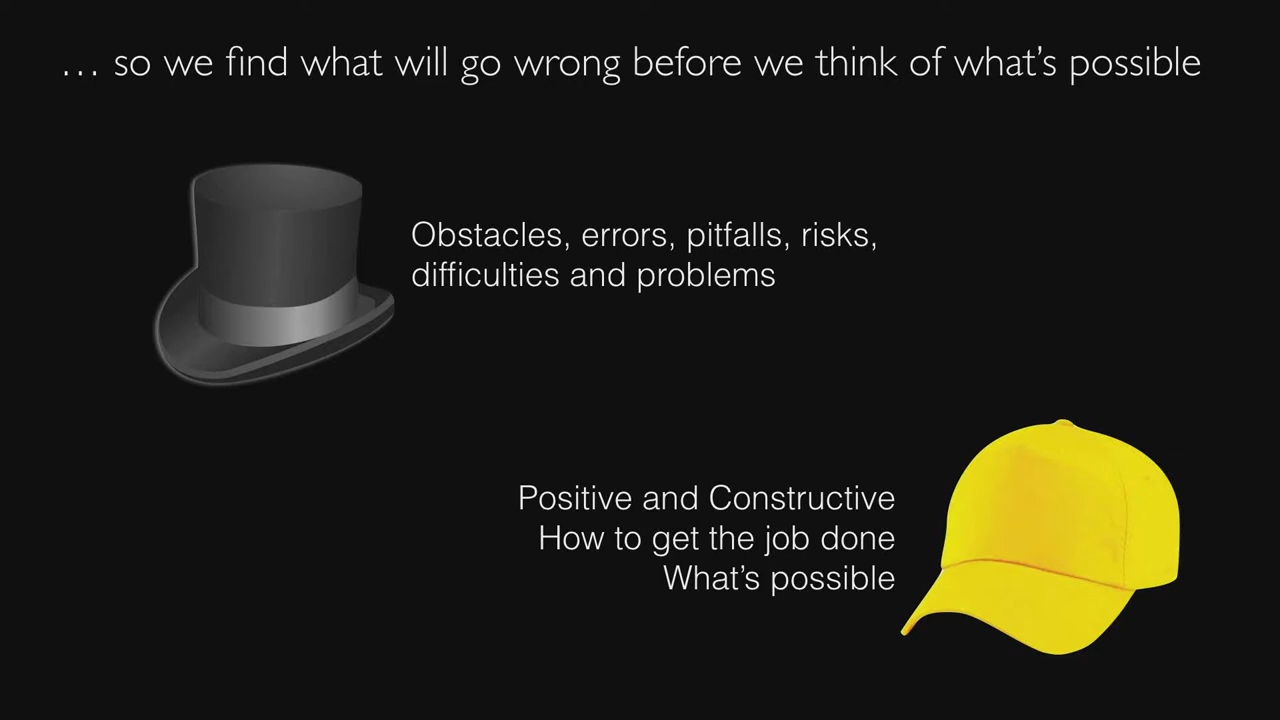 … so we find what will go wrong before we think of what’s possible
Obstacles, errors, pitfalls, risks,
difficulties and problems
Positive and Constructive
How to get the job done
What’s possible